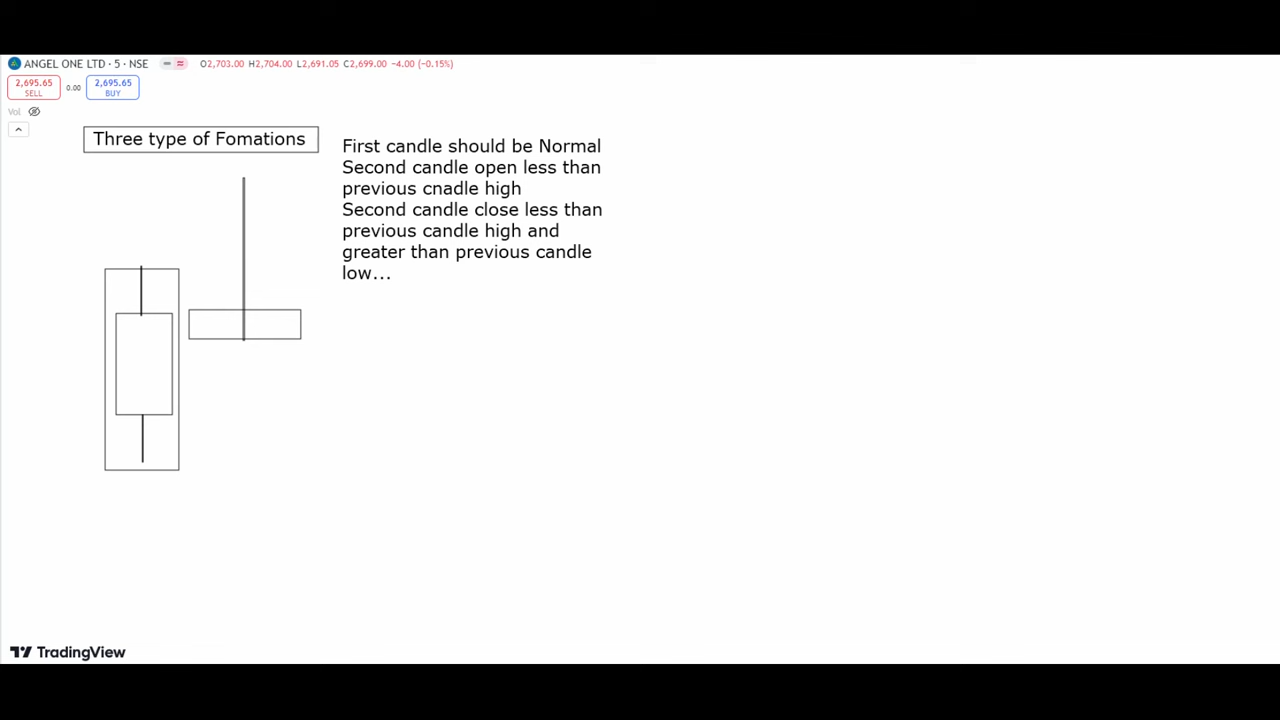 ANGEL ONE LTD · 5 · NSE O2,703.00 H2,704.00 L2,691.05 C2,699.00 −4.00 (−0.15%)
2,695.65 0.00 2,695.65
SELL BUY
Vol
Three type of Fomations
First candle should be Normal
Second candle open less than
previous cnadle high
Second candle close less than
previous candle high and
greater than previous candle
low...
TradingView